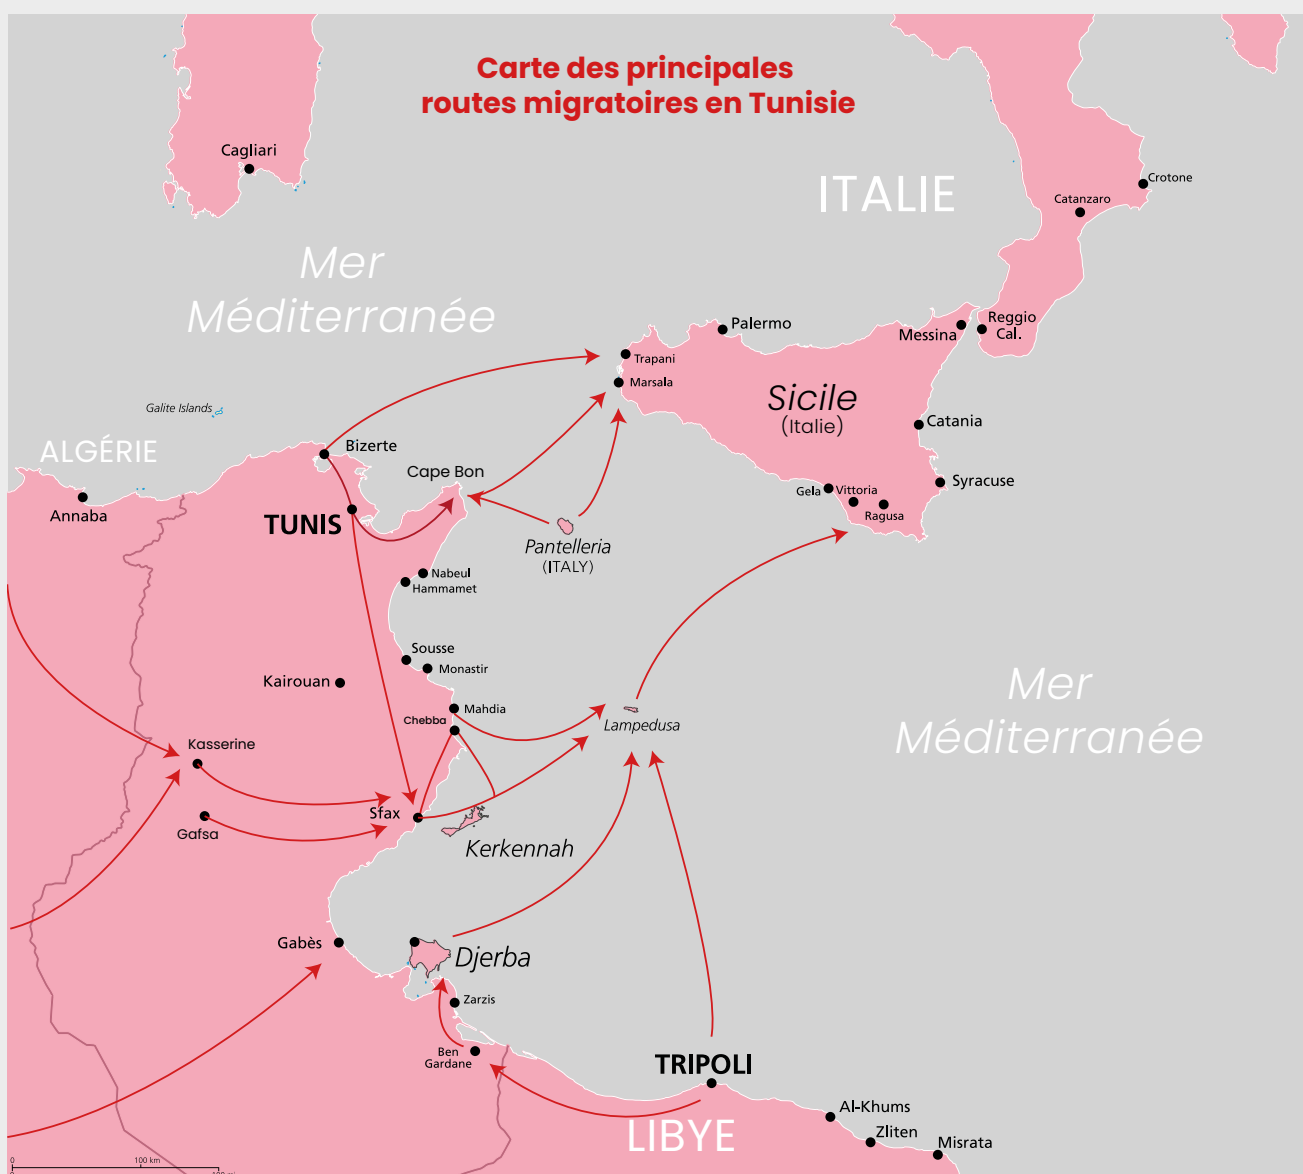 Carte des principales
routes migratoires en Tunisie
Cagliari
ITALIE
Crotone
Catanzaro
Mer
Méditerranée
Palermo
Messina
Reggio
Cal.
Trapani
Marsala
Sicile
(Italie)
Galite Islands
Catania
ALGÉRIE
Bizerte
Cape Bon
Syracuse
Gela
Vittoria
Ragusa
Annaba
TUNIS
Pantelleria
(ITALY)
Nabeul
Hammamet
Sousse
Monastir
Kairouan
Mahdia
Chebba
Lampedusa
Mer
Méditerranée
Kasserine
Sfax
Gafsa
Kerkennah
Gabès
Djerba
Zarzis
Ben
Gardane
TRIPOLI
Al-Khums
LIBYE
Zliten
Misrata
0
100 km